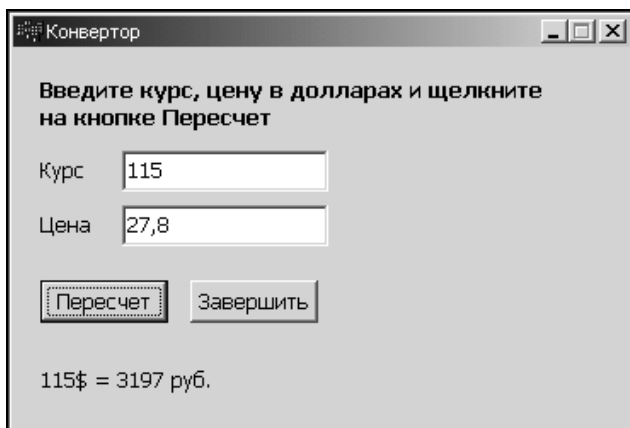 Конвертор
Введите курс, цену в долларах и щелкните
на кнопке Пересчет
Курс 115
Цена 27,8
Пересчет Завершить
115$ = 3197 руб.